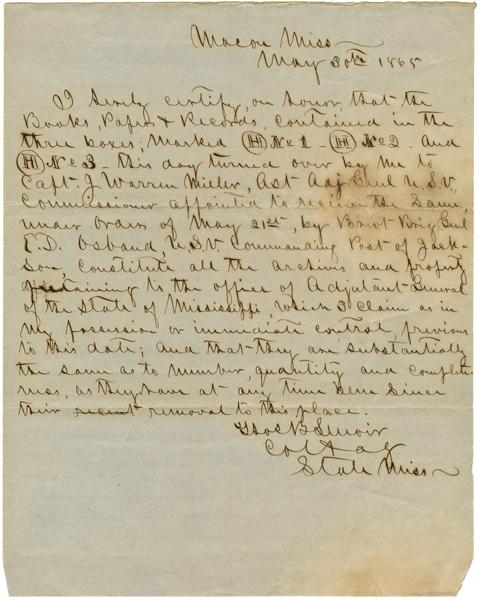 Macon Miss
May 30th 1865
I hereby certify, on honor, that the
Books, Papers & Records, contained in the
three boxes, marked (H) No 1 - (H) No 2 - and
(H) No 3 - this day turned over by me to
Capt. J Warren Miller, Ast Adj Genl U.S.V.,
Commissioner appointed to receive the same,
under orders of May 21st, by Brevt Brig Genl
E.D. Osband, U.S.V Commanding Post of Jack-
son, constitute all the archives and property
pertaining to the office of Adjutant General
of the State of Mississippi, which I claim as in
my possession or immediate control, previous
to this date; and that they are substantially
the same as to number, quantity and complete
ness, as they have at any time been since
their recent removal to this place.
Col & A G
State Miss